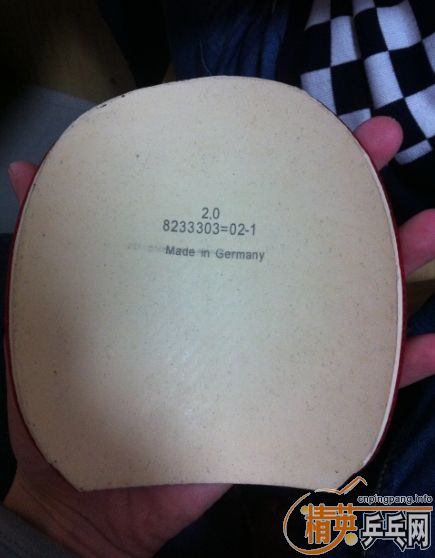 2.0
8233303=02-1
Made in Germany
cnpingpang.info
精英乒乓网